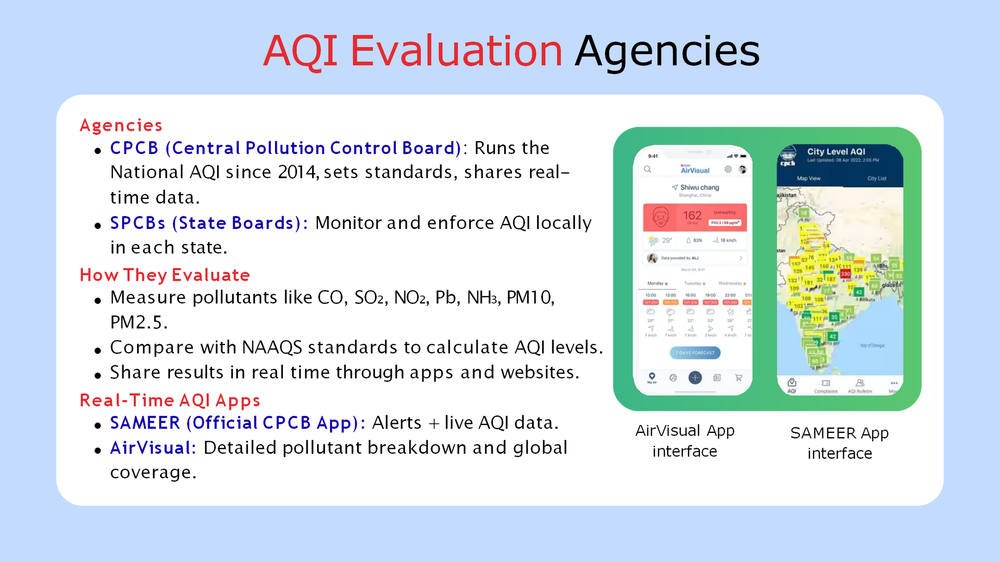 AQI Evaluation Agencies
Agencies
• CPCB (Central Pollution Control Board): Runs the
National AQI since 2014, sets standards, shares real-
time data.
• SPCBs (State Boards): Monitor and enforce AQI locally
in each state.
How They Evaluate
• Measure pollutants like CO, SO₂, NO₂, Pb, NH₃, PM10,
PM2.5.
• Compare with NAAQS standards to calculate AQI levels.
• Share results in real time through apps and websites.
Real-Time AQI Apps
• SAMEER (Official CPCB App): Alerts + live AQI data.
• AirVisual: Detailed pollutant breakdown and global
coverage.
9:41
IQAir
AirVisual
Shiwu chang
Shanghai, China
162 Unhealthy
PM2.5 | 89 µg/m³
29° 83% 18 km/h
Data provided by ALJ
March 24, 9:41
Monday Tuesday Wednesday
10:00 13:00 16:00 19:00 22:00 01:
151-200 101-150 151-200 151-200 151-200 101-
28° 31° 32° 30° 26° 27
7 km/h 7 km/h 7 km/h 3 km/h 4 km/h 7 km
7 DAYS FORECAST
My air
cpcb
City Level AQI
Last Updated: 08 Apr 2022; 2:05 PM
Map View City List
ajikistan
98
stan
76 134 59 54
157 126 145 160 111 139 Bhu 55
330 92
132 181 32 187 60 gladesh
109 77 42
108 108 Kolkata
102 71
111 35
42
Bay of Bengal
60
AQI Complaints AQI Bulletin Mor
AirVisual App
interface
SAMEER App
interface